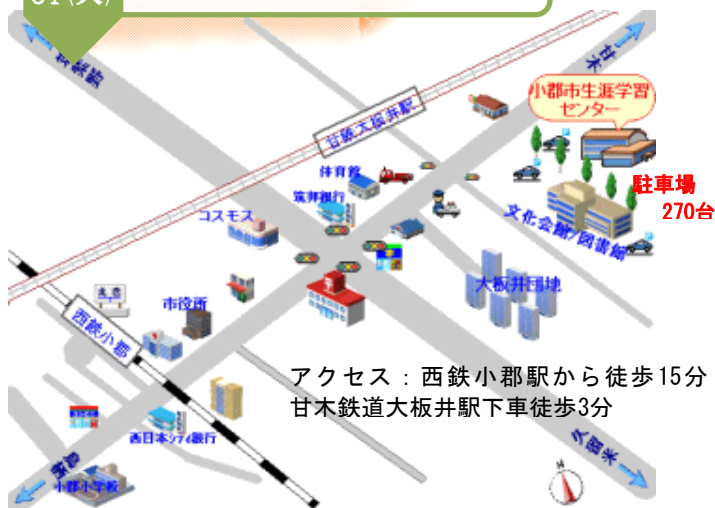 甘木
小郡市生涯学習
センター
甘鉄大板井駅
体育館
筑邦銀行
コスモス
駐車場
270台
文化会館/図書館
大板井団地
市役所
西鉄小郡
アクセス：西鉄小郡駅から徒歩15分
甘木鉄道大板井駅下車徒歩3分
西日本シティ銀行
久留米
小郡小学校